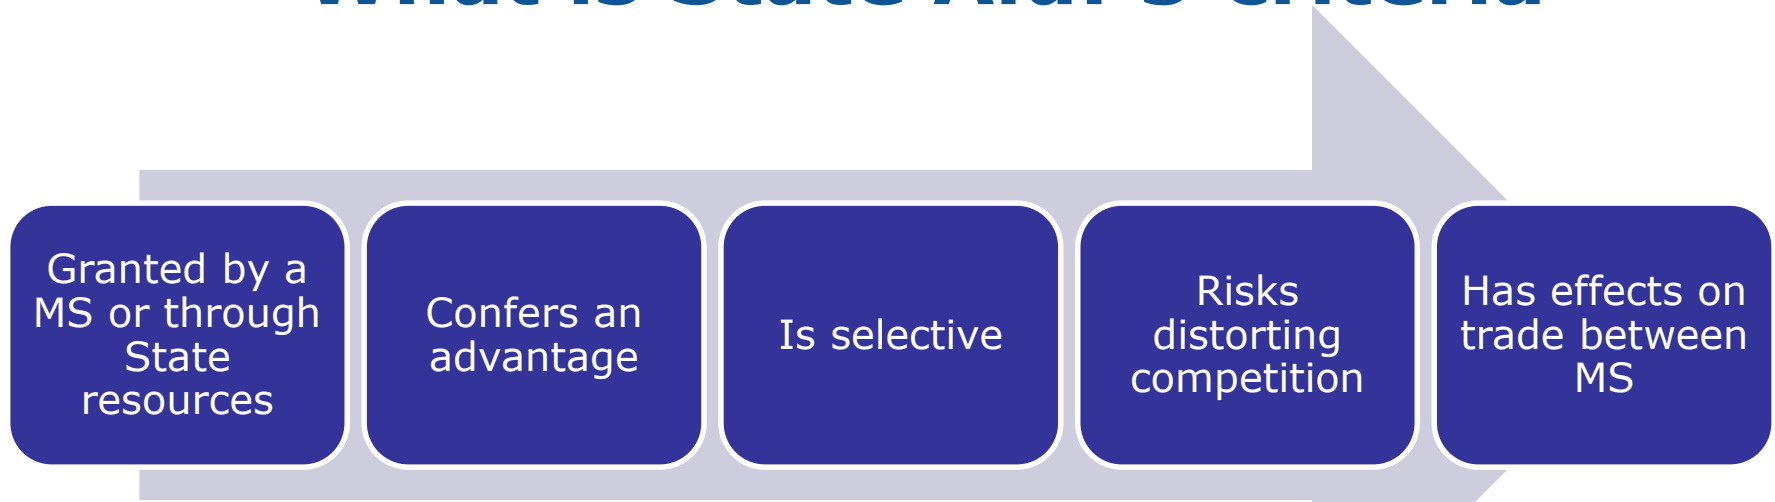 Granted by a
MS or through
State
resources
Confers an
advantage
Is selective
Risks
distorting
competition
Has effects on
trade between
MS